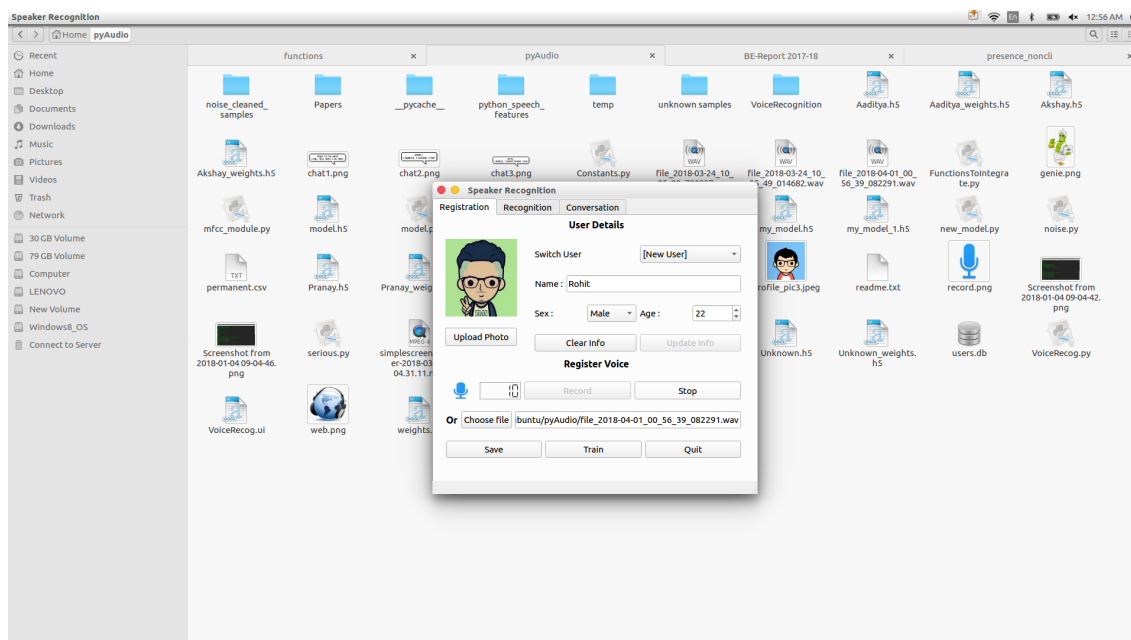 Speaker Recognition
En
12:56 AM
Home pyAudio
Recent
Home
Desktop
Documents
Downloads
Music
Pictures
Videos
Trash
Network
30 GB Volume
79 GB Volume
Computer
LENOVO
New Volume
Windows8_OS
Connect to Server
functions
pyAudio
BE-Report 2017-18
presence_noncli
noise_cleaned_
samples
Papers
__pycache__
python_speech_
features
temp
unknown samples
VoiceRecognition
Aaditya.h5
Aaditya_weights.h5
Akshay.h5
WAV
WAV
WAV
Akshay_weights.h5
chat1.png
chat2.png
chat3.png
Constants.py
file_2018-03-24_10_
file_2018-03-24_10_
_49_014682.wav
file_2018-04-01_00_
56_39_082291.wav
FunctionsToIntegra
te.py
genie.png
mfcc_module.py
model.h5
model.p
my_model.h5
my_model_1.h5
new_model.py
noise.py
TXT
permanent.csv
Pranay.h5
Pranay_weig
rofile_pic3.jpeg
readme.txt
record.png
Screenshot from
2018-01-04 09-04-42.
png
MPEG 4
Screenshot from
2018-01-04 09-04-46.
png
serious.py
simplescreen
er-2018-03
04.31.11.
Unknown.h5
Unknown_weights.
h5
users.db
VoiceRecog.py
VoiceRecog.ui
web.png
weights.
Speaker Recognition
Registration Recognition Conversation
User Details
Switch User [New User]
Name : Rohit
Sex : Male Age : 22
Upload Photo
Clear Info Update Info
Register Voice
10 Record Stop
Or Choose file buntu/pyAudio/file_2018-04-01_00_56_39_082291.wav
Save Train Quit